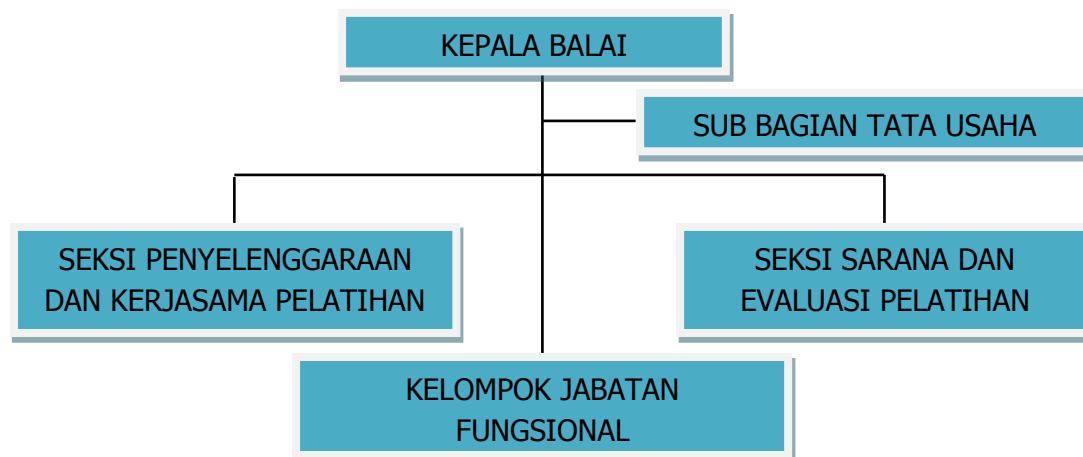 KEPALA BALAI
SUB BAGIAN TATA USAHA
SEKSI PENYELENGGARAAN
DAN KERJASAMA PELATIHAN
SEKSI SARANA DAN
EVALUASI PELATIHAN
KELOMPOK JABATAN
FUNGSIONAL